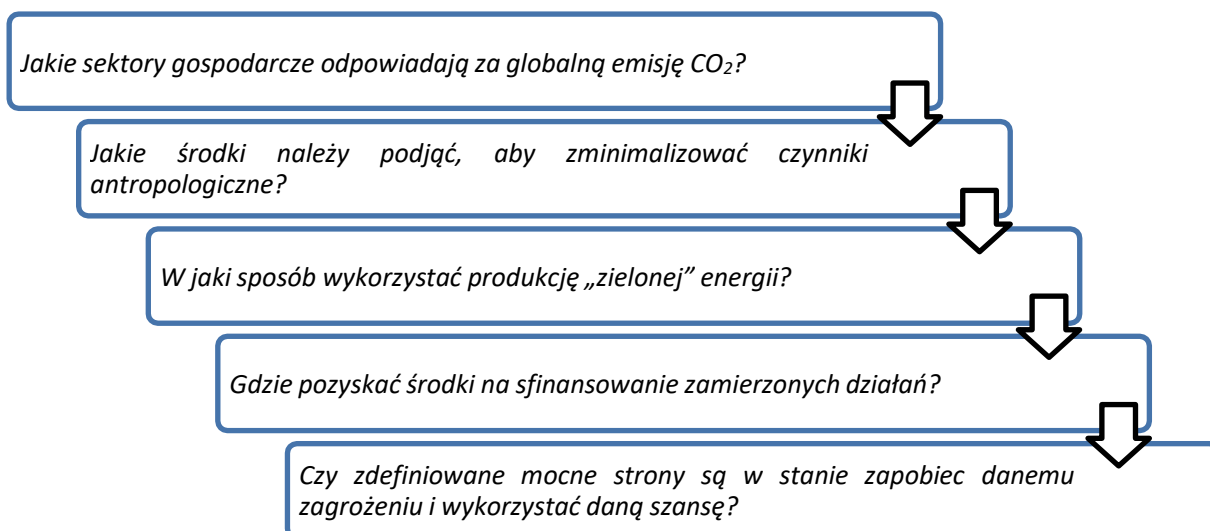 Jakie sektory gospodarcze odpowiadają za globalną emisję CO₂?
Jakie środki należy podjąć, aby zminimalizować czynniki
antropologiczne?
W jaki sposób wykorzystać produkcję „zielonej” energii?
Gdzie pozyskać środki na sfinansowanie zamierzonych działań?
Czy zdefiniowane mocne strony są w stanie zapobiec danemu
zagrożeniu i wykorzystać daną szansę?